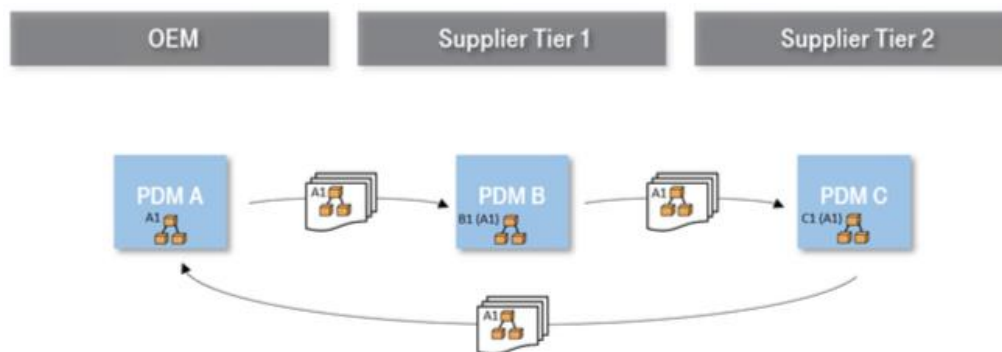 OEM
Supplier Tier 1
Supplier Tier 2
PDM A
A1
A1
PDM B
B1 (A1)
A1
PDM C
C1 (A1)
A1